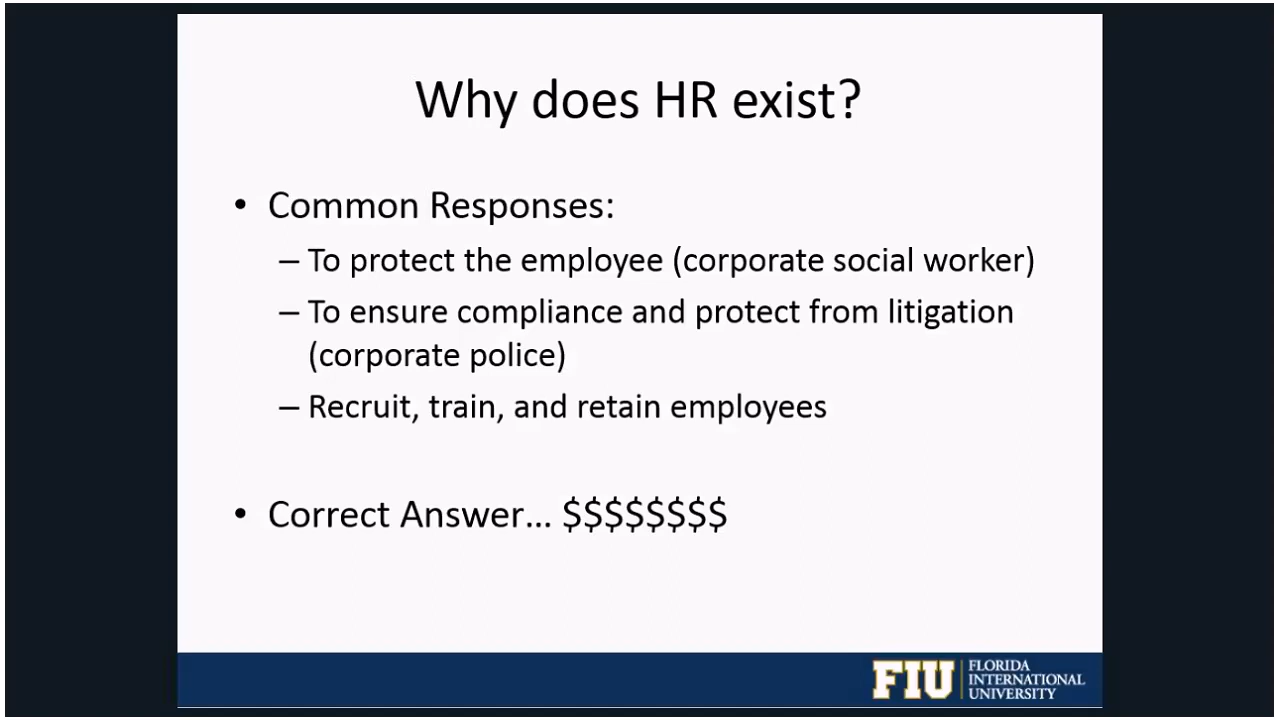 Why does HR exist?
• Common Responses:
– To protect the employee (corporate social worker)
– To ensure compliance and protect from litigation
(corporate police)
– Recruit, train, and retain employees
• Correct Answer... $$$$$$$$
FIU
FLORIDA
INTERNATIONAL
UNIVERSITY